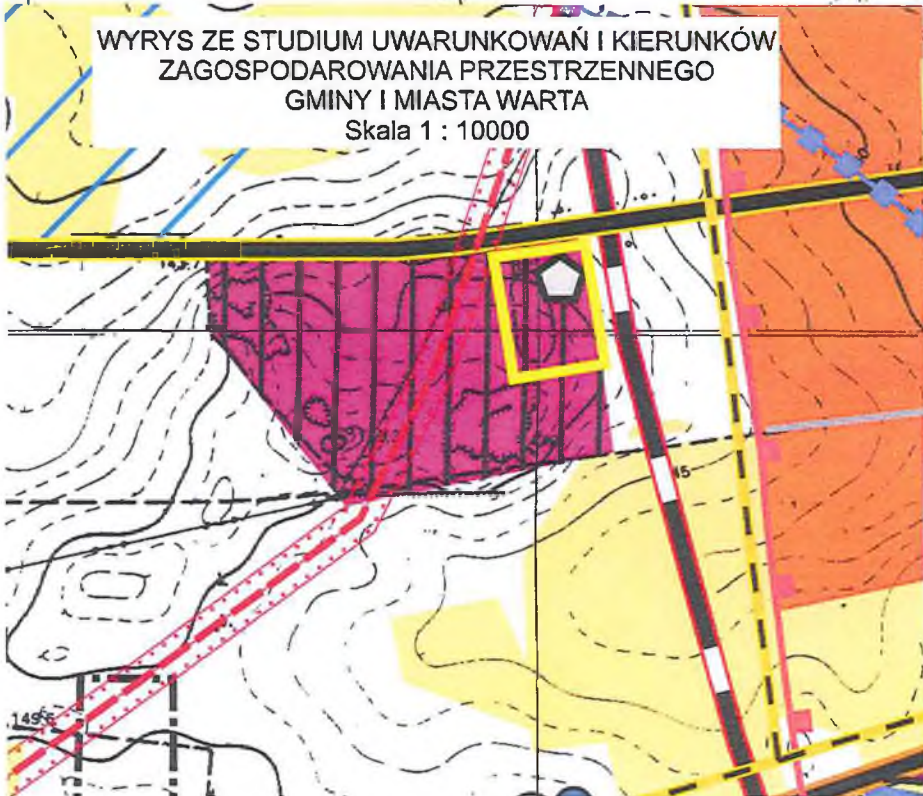 WYRYS ZE STUDIUM UWARUNKOWAŃ I KIERUNKÓW
ZAGOSPODAROWANIA PRZESTRZENNEGO
GMINY I MIASTA WARTA
Skala 1 : 10000